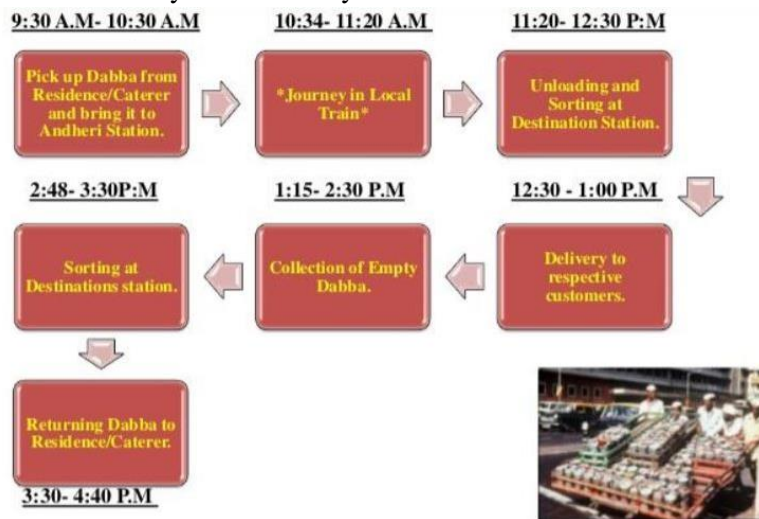 9:30 A.M- 10:30 A.M
Pick up Dabba from
Residence/Caterer
and bring it to
Andheri Station.
10:34- 11:20 A.M
*Journey in Local
Train*
11:20- 12:30 P:M
Unloading and
Sorting at
Destination Station.
12:30 - 1:00 P.M
Delivery to
respective
customers.
1:15- 2:30 P.M
Collection of Empty
Dabba.
2:48- 3:30P:M
Sorting at
Destinations station.
Returning Dabba to
Residence/Caterer.
3:30- 4:40 P.M